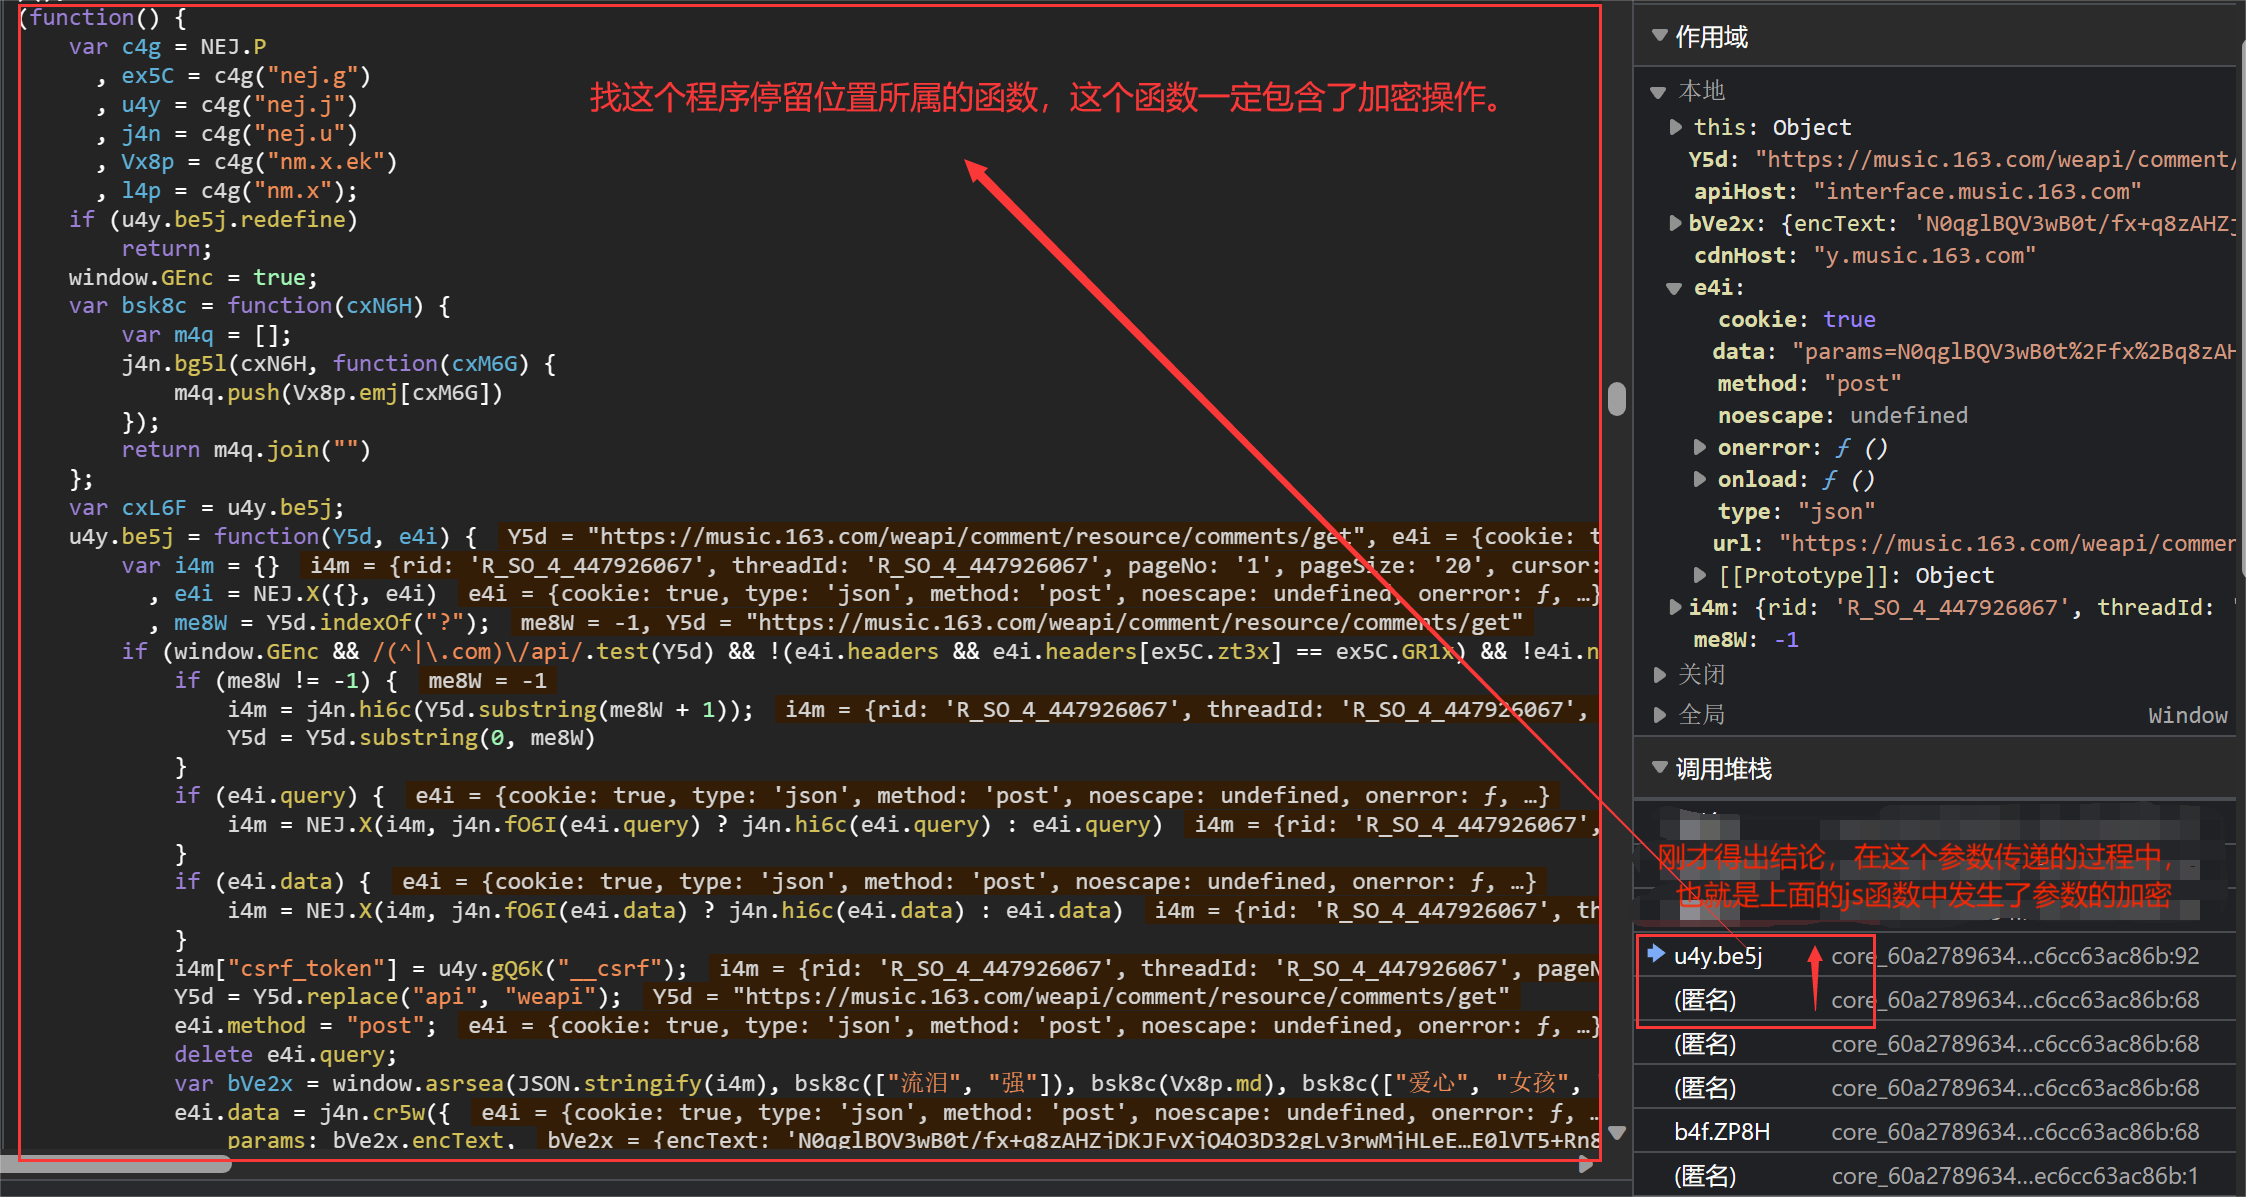 (function() {
var c4g = NEJ.P
, ex5C = c4g("nej.g")
, u4y = c4g("nej.j")
, j4n = c4g("nej.u")
, Vx8p = c4g("nm.x.ek")
, l4p = c4g("nm.x");
if (u4y.be5j.redefine)
return;
window.GEnc = true;
var bsk8c = function(cxN6H) {
var m4q = [];
j4n.bg5l(cxN6H, function(cxM6G) {
m4q.push(Vx8p.emj[cxM6G])
});
return m4q.join("")
};
var cxL6F = u4y.be5j;
u4y.be5j = function(Y5d, e4i) { Y5d = "https://music.163.com/weapi/comment/resource/comments/get", e4i = {cookie: t
var i4m = {} i4m = {rid: 'R_SO_4_447926067', threadId: 'R_SO_4_447926067', pageNo: '1', pageSize: '20', cursor:
, e4i = NEJ.X({}, e4i) e4i = {cookie: true, type: 'json', method: 'post', noescape: undefined, onerror: ƒ, …}
, me8W = Y5d.indexOf("?"); me8W = -1, Y5d = "https://music.163.com/weapi/comment/resource/comments/get"
if (window.GEnc && /(^|\.com)\/api/.test(Y5d) && !(e4i.headers && e4i.headers[ex5C.zt3x] == ex5C.GR1x) && !e4i.n
if (me8W != -1) { me8W = -1
i4m = j4n.hi6c(Y5d.substring(me8W + 1)); i4m = {rid: 'R_SO_4_447926067', threadId: 'R_SO_4_447926067',
Y5d = Y5d.substring(0, me8W)
}
if (e4i.query) { e4i = {cookie: true, type: 'json', method: 'post', noescape: undefined, onerror: ƒ, …}
i4m = NEJ.X(i4m, j4n.fO6I(e4i.query) ? j4n.hi6c(e4i.query) : e4i.query) i4m = {rid: 'R_SO_4_447926067',
}
if (e4i.data) { e4i = {cookie: true, type: 'json', method: 'post', noescape: undefined, onerror: ƒ, …}
i4m = NEJ.X(i4m, j4n.fO6I(e4i.data) ? j4n.hi6c(e4i.data) : e4i.data) i4m = {rid: 'R_SO_4_447926067', th
}
i4m["csrf_token"] = u4y.gQ6K("__csrf"); i4m = {rid: 'R_SO_4_447926067', threadId: 'R_SO_4_447926067', pageN
Y5d = Y5d.replace("api", "weapi"); Y5d = "https://music.163.com/weapi/comment/resource/comments/get"
e4i.method = "post"; e4i = {cookie: true, type: 'json', method: 'post', noescape: undefined, onerror: ƒ, …}
delete e4i.query;
var bVe2x = window.asrsea(JSON.stringify(i4m), bsk8c(["流泪", "强"]), bsk8c(Vx8p.md), bsk8c(["爱心", "女孩",
e4i.data = j4n.cr5w({ e4i = {cookie: true, type: 'json', method: 'post', noescape: undefined, onerror: ƒ, …
params: bVe2x.encText, bVe2x = {encText: 'N0qglBQV3wB0t/fx+q8zAHZjDKJFvXjQ4O3D32gLv3rwMjHLeE…E0lVT5+Rn8
找这个程序停留位置所属的函数，这个函数一定包含了加密操作。
作用域
本地
this: Object
Y5d: "https://music.163.com/weapi/comment/
apiHost: "interface.music.163.com"
bVe2x: {encText: 'N0qglBQV3wB0t/fx+q8zAHZj
cdnHost: "y.music.163.com"
e4i:
cookie: true
data: "params=N0qglBQV3wB0t%2Ffx%2Bq8zAH
method: "post"
noescape: undefined
onerror: ƒ ()
onload: ƒ ()
type: "json"
url: "https://music.163.com/weapi/commen
[[Prototype]]: Object
i4m: {rid: 'R_SO_4_447926067', threadId: '
me8W: -1
关闭
全局 Window
调用堆栈
刚才得出结论，在这个参数传递的过程中，
也就是上面的js函数中发生了参数的加密
u4y.be5j core_60a2789634…c6cc63ac86b:92
(匿名) core_60a2789634…c6cc63ac86b:68
(匿名) core_60a2789634…c6cc63ac86b:68
(匿名) core_60a2789634…c6cc63ac86b:68
b4f.ZP8H core_60a2789634…c6cc63ac86b:68
(匿名) core_60a2789634…ec6cc63ac86b:1